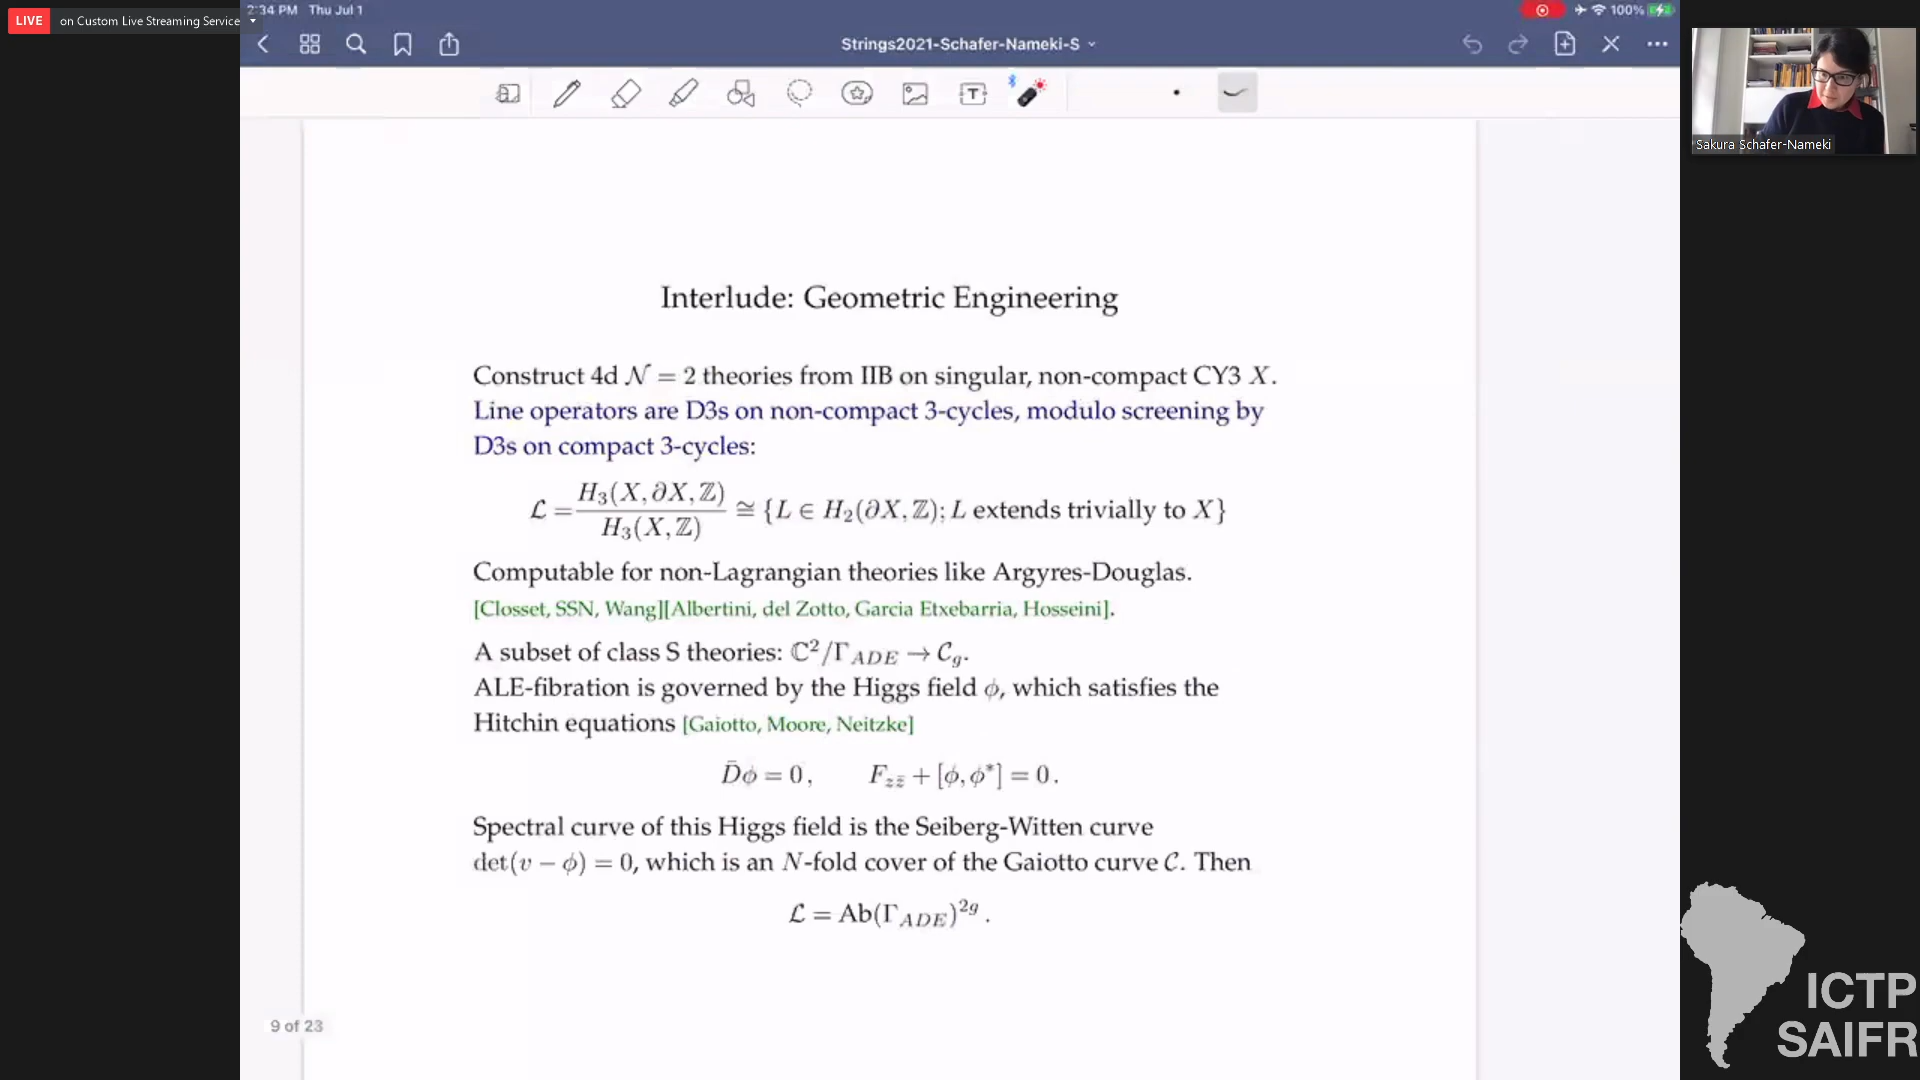 LIVE on Custom Live Streaming Service
2:34 PM Thu Jul 1
100%
Strings2021-Schafer-Nameki-S
Sakura Schafer-Nameki
Interlude: Geometric Engineering
Construct 4d 𝒩 = 2 theories from IIB on singular, non-compact CY3 X.
Line operators are D3s on non-compact 3-cycles, modulo screening by
D3s on compact 3-cycles:
ℒ = H₃(X, ∂X, ℤ) / H₃(X, ℤ) ≅ {L ∈ H₂(∂X, ℤ); L extends trivially to X}
Computable for non-Lagrangian theories like Argyres-Douglas.
[Closset, SSN, Wang][Albertini, del Zotto, Garcia Etxebarria, Hosseini].
A subset of class S theories: ℂ²/Γ_ADE → 𝒞_g.
ALE-fibration is governed by the Higgs field ϕ, which satisfies the
Hitchin equations [Gaiotto, Moore, Neitzke]
D̄ϕ = 0, F_{zz̄} + [ϕ, ϕ*] = 0.
Spectral curve of this Higgs field is the Seiberg-Witten curve
det(v − ϕ) = 0, which is an N-fold cover of the Gaiotto curve 𝒞. Then
ℒ = Ab(Γ_ADE)^{2g}.
9 of 23
ICTP
SAIFR